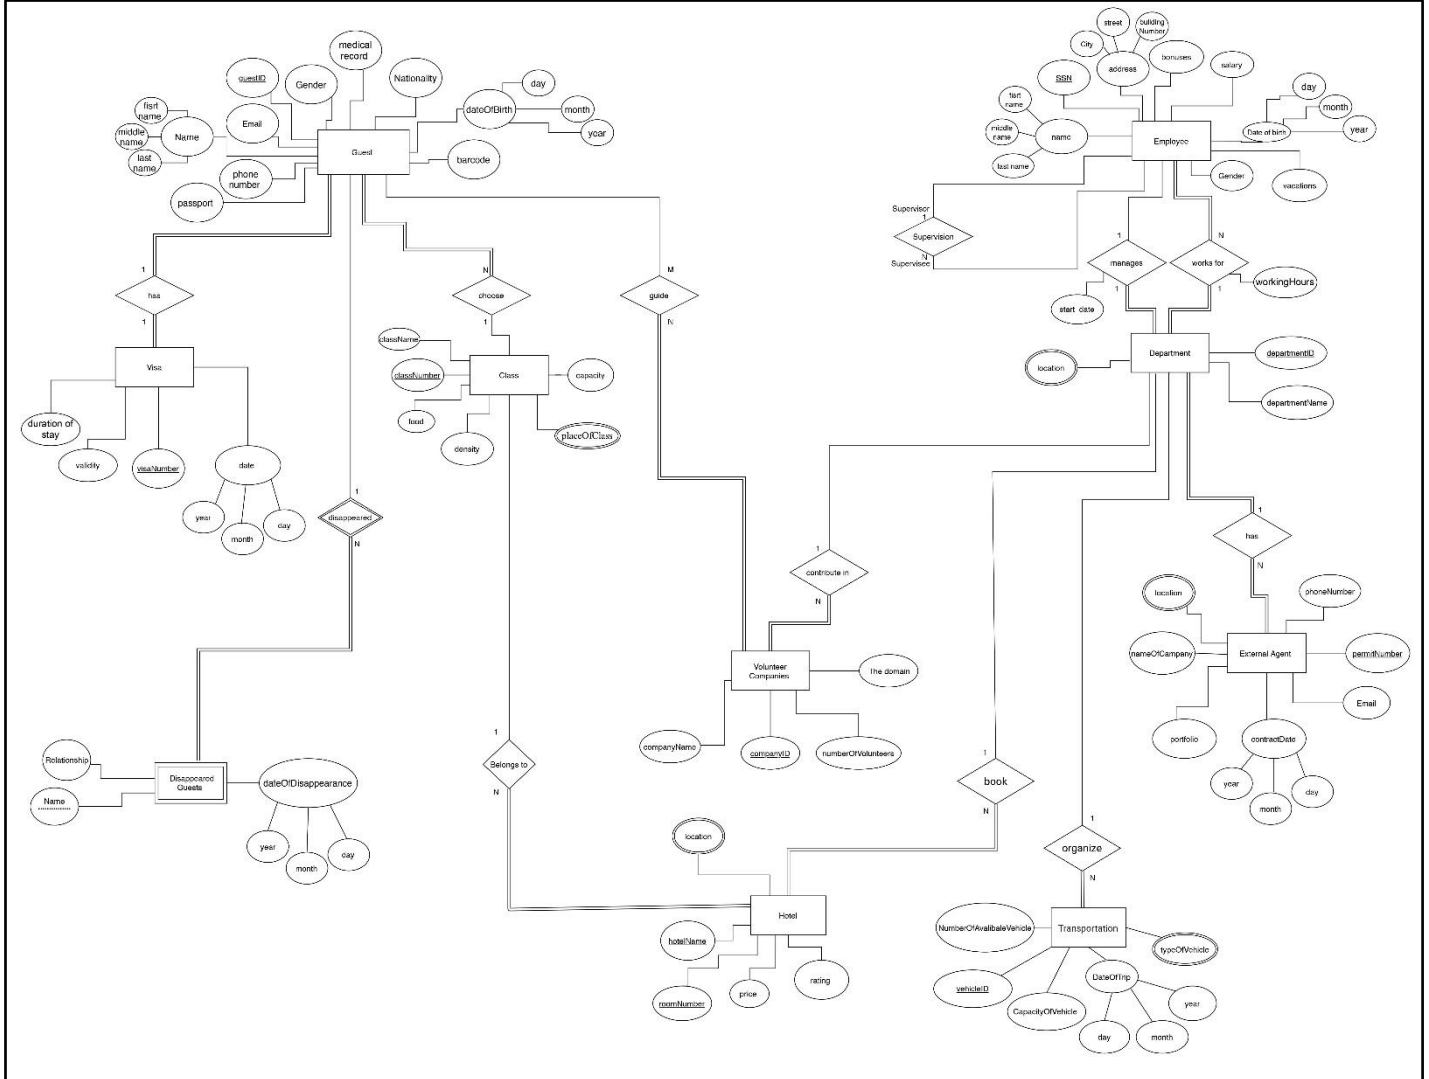 medical
record
guestID
Gender
Nationality
day
dateOfBirth
month
year
fisrt
name
middle
name
last
name
Name
Email
Guest
phone
number
barcode
passport
1
has
1
Visa
duration of
stay
validity
visaNumber
date
year
month
day
N
choose
1
className
classNumber
Class
capacity
food
density
placeOfClass
M
guide
N
1
disappeared
N
Relationship
Name
Disappeared
Guests
dateOfDisappearance
year
month
day
1
Belongs to
N
street
building
Number
City
address
bonuses
salary
SSN
fisrt
name
middle
name
last name
name
Employee
day
month
Date of birth
year
Gender
vacations
Supervisor
1
Supervision
N
Supervisee
1
manages
1
start date
N
works for
1
workingHours
location
Department
departmentID
departmentName
1
contribute in
N
Volunteer
Companies
The domain
companyName
companyID
numberOfVolunteers
1
has
N
location
phoneNumber
nameOfCampany
External Agent
permitNumber
Email
portfolio
contractDate
year
month
day
1
book
N
location
Hotel
hotelName
roomNumber
price
rating
1
organize
N
NumberOfAvalibaleVehicle
Transportation
typeOfVehicle
vehicleID
CapacityOfVehicle
DateOfTrip
day
month
year